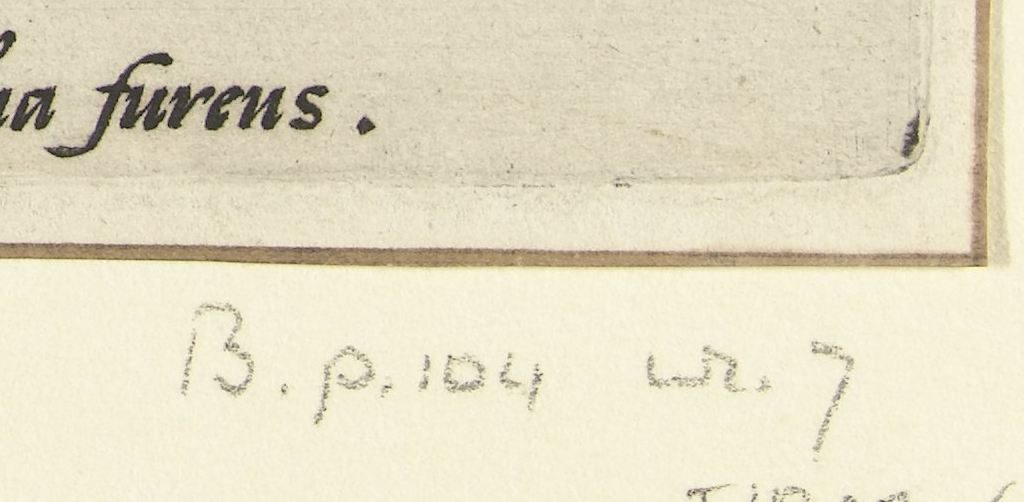 furens .
B. p. 104 nr. 7